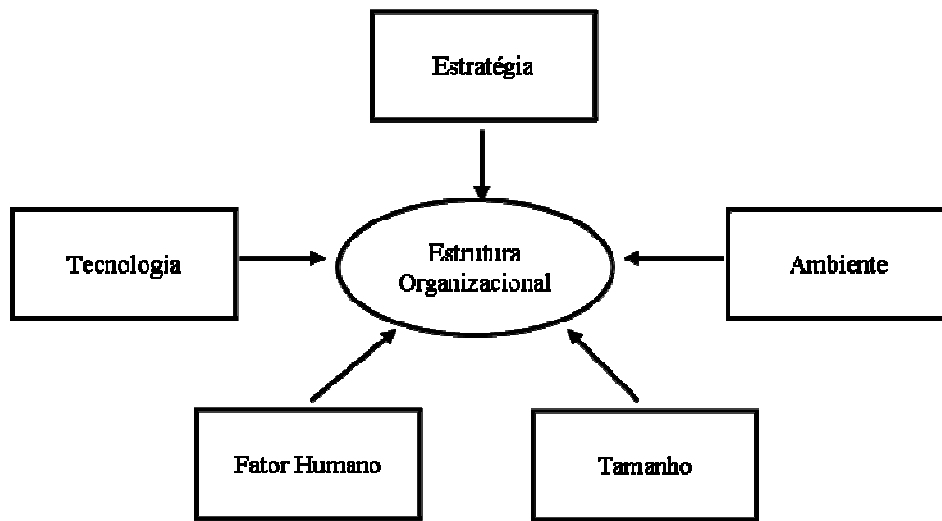 Estratégia
Tecnologia
Estrutura
Organizacional
Ambiente
Fator Humano
Tamanho